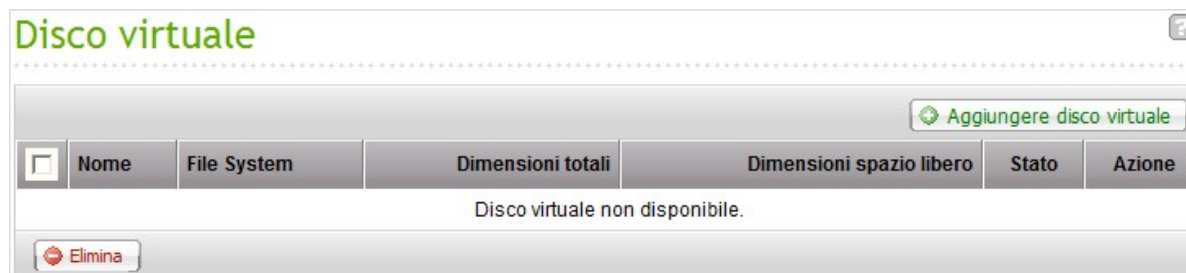 Disco virtuale
?
Aggiungere disco virtuale
Nome File System Dimensioni totali Dimensioni spazio libero Stato Azione
Disco virtuale non disponibile.
Elimina